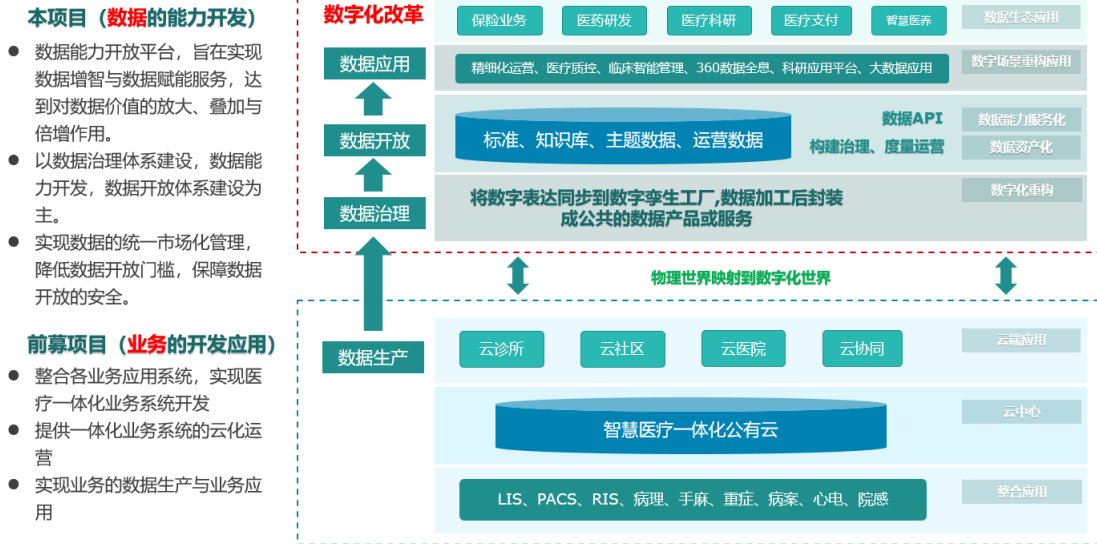 本项目（数据的能力开发）
● 数据能力开放平台，旨在实现
数据增智与数据赋能服务，达
到对数据价值的放大、叠加与
倍增作用。
● 以数据治理体系建设，数据能
力开发，数据开放体系建设为
主。
● 实现数据的统一市场化管理，
降低数据开放门槛，保障数据
开放的安全。
前募项目（业务的开发应用）
● 整合各业务应用系统，实现医
疗一体化业务系统开发
● 提供一体化业务系统的云化运
营
● 实现业务的数据生产与业务应
用
数字化改革
保险业务
医药研发
医疗科研
医疗支付
智慧医养
数据生态应用
数据应用
精细化运营、医疗质控、临床智能管理、360数据全息、科研应用平台、大数据应用
数字场景重构应用
数据开放
标准、知识库、主题数据、运营数据
数据API
构建治理、度量运营
数据能力服务化
数据资产化
数据治理
将数字表达同步到数字孪生工厂,数据加工后封装
成公共的数据产品或服务
数字化重构
物理世界映射到数字化世界
数据生产
云诊所
云社区
云医院
云协同
云端应用
智慧医疗一体化公有云
云中心
LIS、PACS、RIS、病理、手麻、重症、病案、心电、院感
整合应用